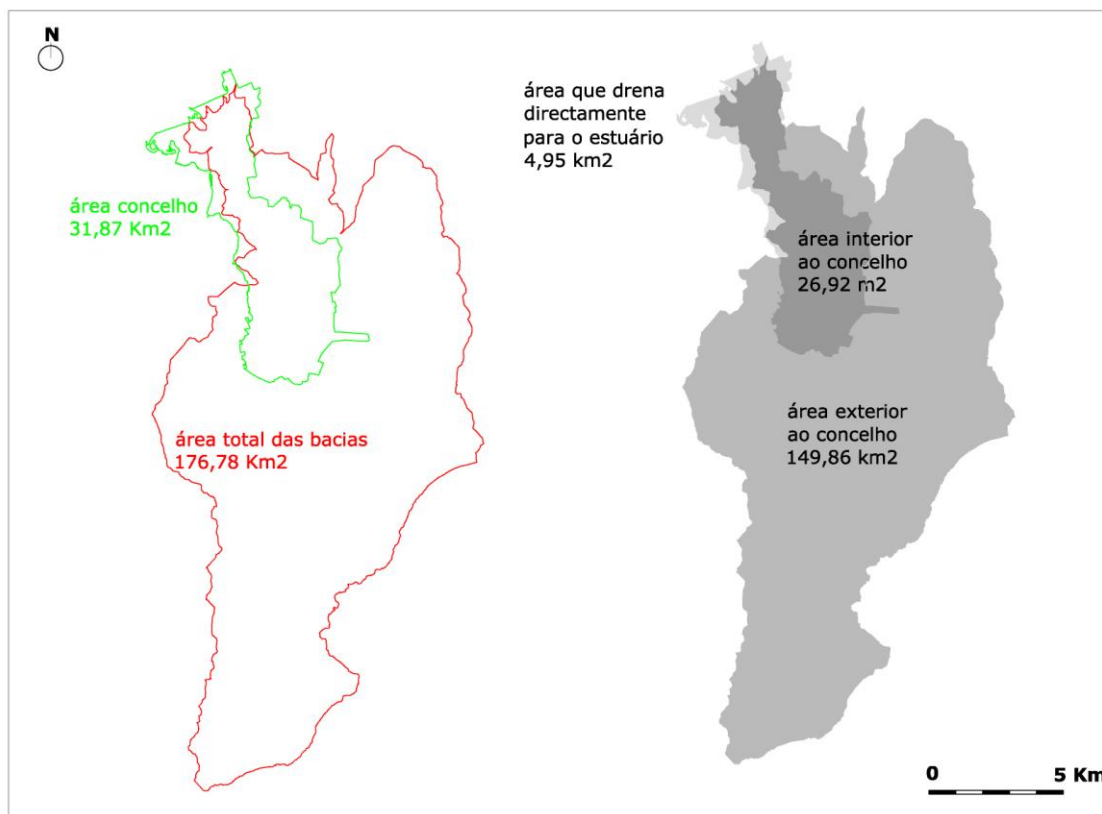 N
área concelho
31,87 Km2
área total das bacias
176,78 Km2
área que drena
directamente
para o estuário
4,95 km2
área interior
ao concelho
26,92 m2
área exterior
ao concelho
149,86 km2
0 5 Km